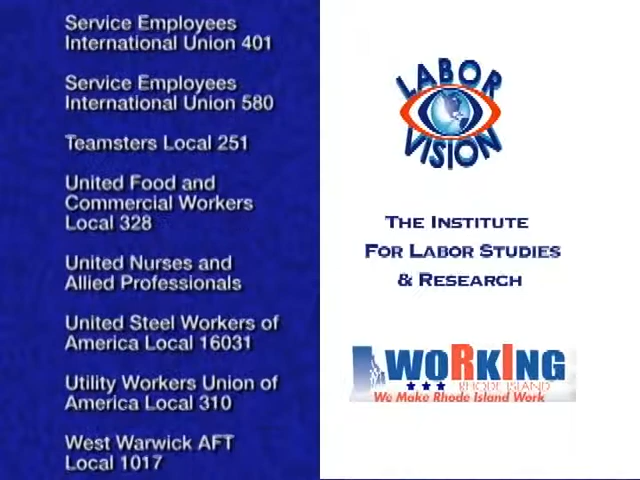 Service Employees
International Union 401
Service Employees
International Union 580
Teamsters Local 251
United Food and
Commercial Workers
Local 328
United Nurses and
Allied Professionals
United Steel Workers of
America Local 16031
Utility Workers Union of
America Local 310
West Warwick AFT
Local 1017
LABOR
VISION
The Institute
For Labor Studies
& Research
WORKING
RHODE ISLAND
We Make Rhode Island Work